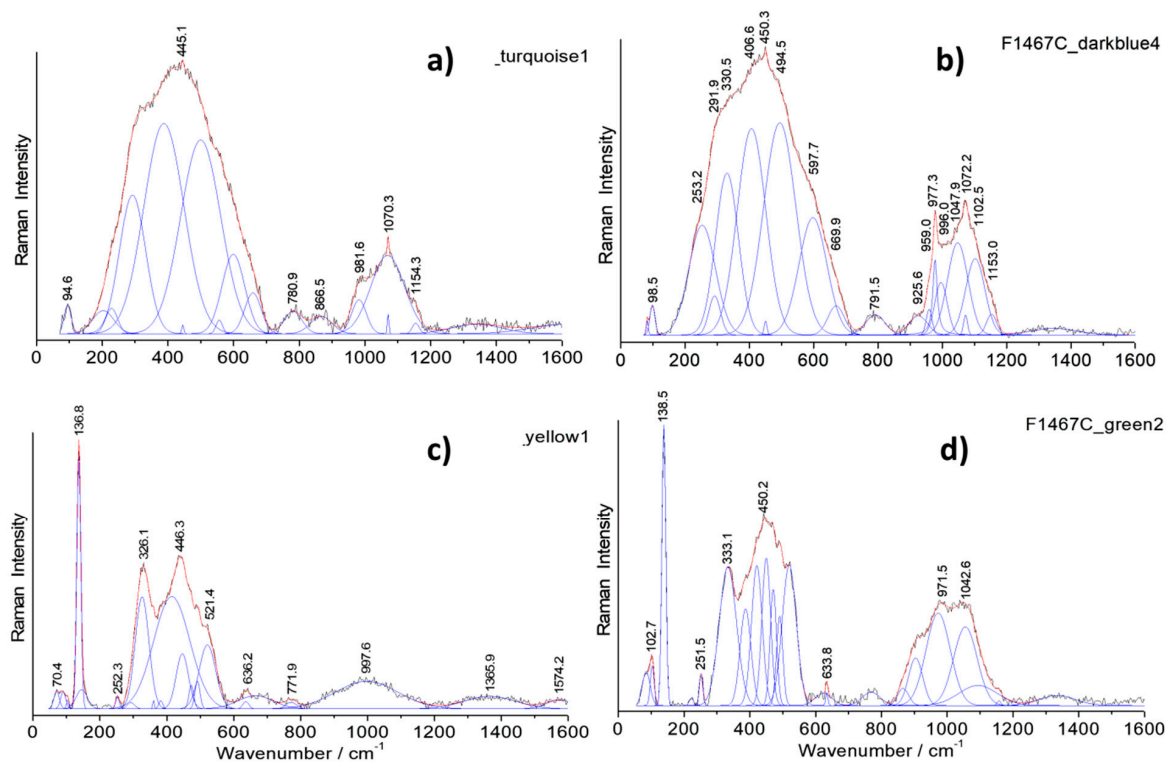 a)
_turquoise1
445.1
94.6
780.9
866.5
981.6
1070.3
1154.3
Raman Intensity
0 200 400 600 800 1000 1200 1400 1600
b)
F1467C_darkblue4
98.5
253.2
291.9
330.5
406.6
450.3
494.5
597.7
669.9
791.5
925.6
959.0
977.3
996.0
1047.9
1072.2
1102.5
1153.0
Raman Intensity
0 200 400 600 800 1000 1200 1400 1600
c)
_yellow1
70.4
136.8
252.3
326.1
446.3
521.4
636.2
771.9
997.6
1365.9
1574.2
Raman Intensity
0 200 400 600 800 1000 1200 1400 1600
Wavenumber / cm-1
d)
F1467C_green2
102.7
138.5
251.5
333.1
450.2
633.8
971.5
1042.6
Raman Intensity
0 200 400 600 800 1000 1200 1400 1600
Wavenumber / cm-1